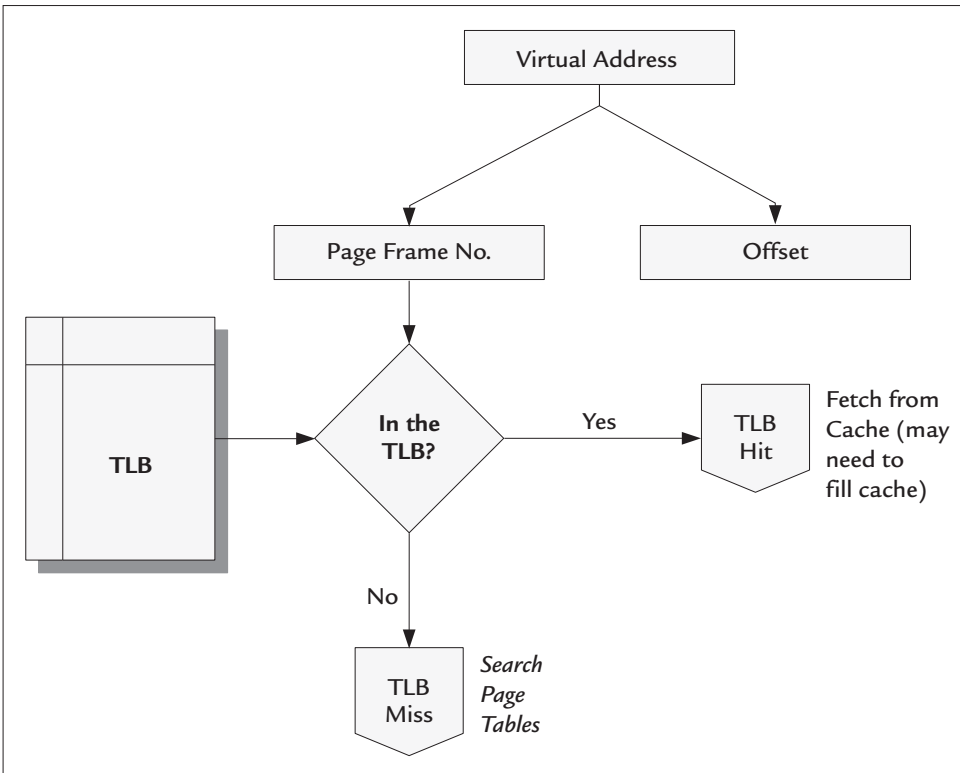 Virtual Address
Page Frame No.
Offset
TLB
In the
TLB?
Yes
TLB
Hit
Fetch from
Cache (may
need to
fill cache)
No
TLB
Miss
Search
Page
Tables